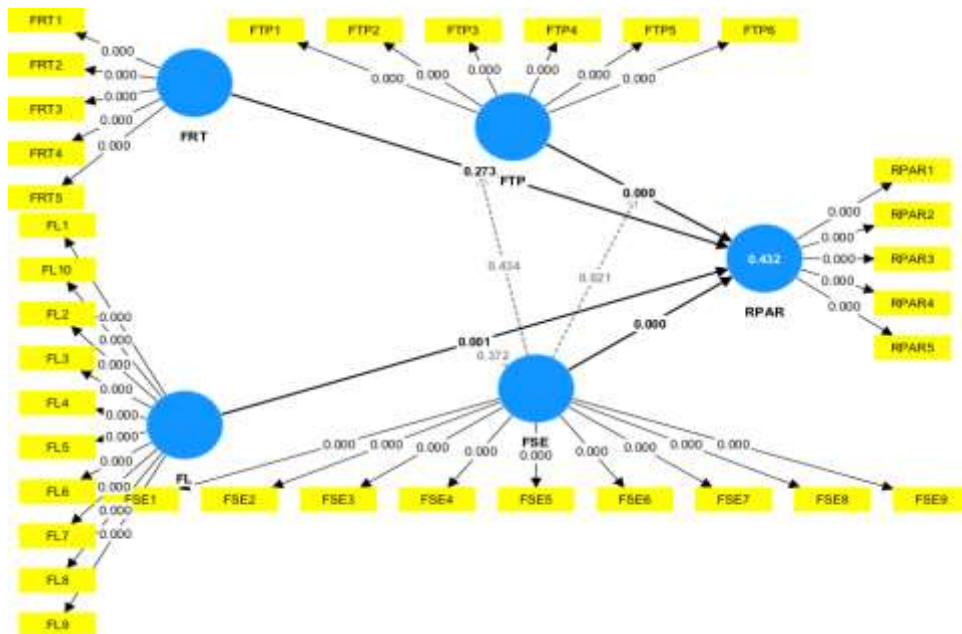 FRT1
FRT2
FRT3
FRT4
FRT5
0.000
0.000
0.000
0.000
0.000
FRT
FTP1
FTP2
FTP3
FTP4
FTP5
FTP6
0.000
0.000
0.000
0.000
0.000
0.000
FTP
0.273
0.000
0.434
0.021
0.001
0.372
0.000
RPAR1
RPAR2
RPAR3
RPAR4
RPAR5
0.000
0.000
0.000
0.000
0.000
0.432
RPAR
FL1
FL10
FL2
FL3
FL4
FL5
FL6
FL7
FL8
FL9
0.000
0.000
0.000
0.000
0.000
0.000
0.000
0.000
0.000
0.000
FL
FSE
0.000
0.000
0.000
0.000
0.000
0.000
0.000
0.000
0.000
FSE1
FSE2
FSE3
FSE4
FSE5
FSE6
FSE7
FSE8
FSE9